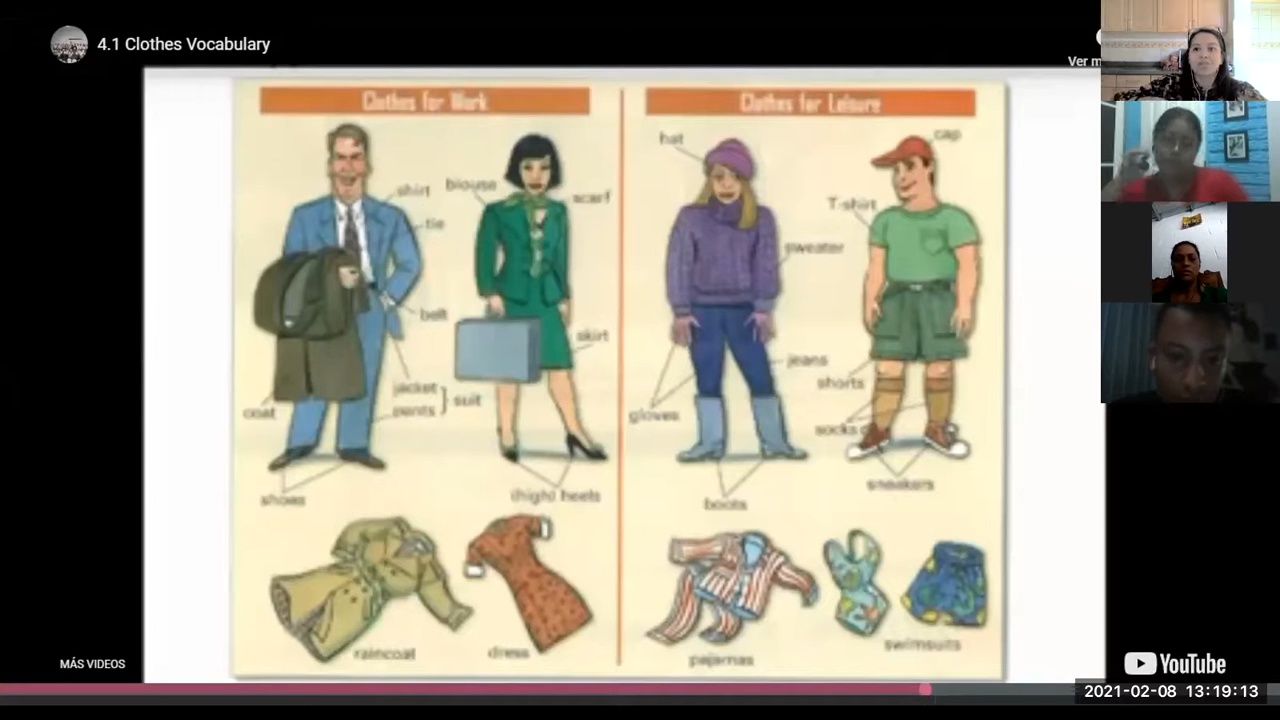 4.1 Clothes Vocabulary
Ver m
Clothes for Work
Clothes for Leisure
hat
cap
shirt
blouse
scarf
T-shirt
tie
sweater
belt
skirt
jeans
jacket
shorts
pants
suit
coat
gloves
socks
shoes
(high) heels
boots
sneakers
raincoat
dress
pajamas
swimsuits
MÁS VIDEOS
YouTube
2021-02-08 13:19:13